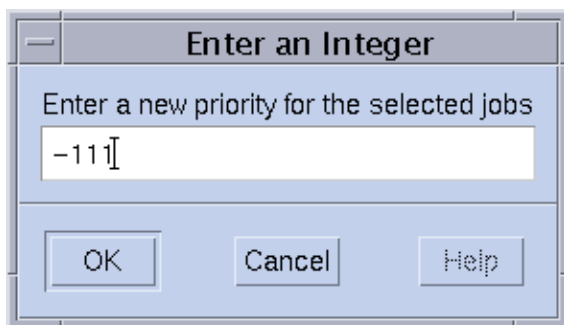 Enter an Integer
Enter a new priority for the selected jobs
-111
OK Cancel Help